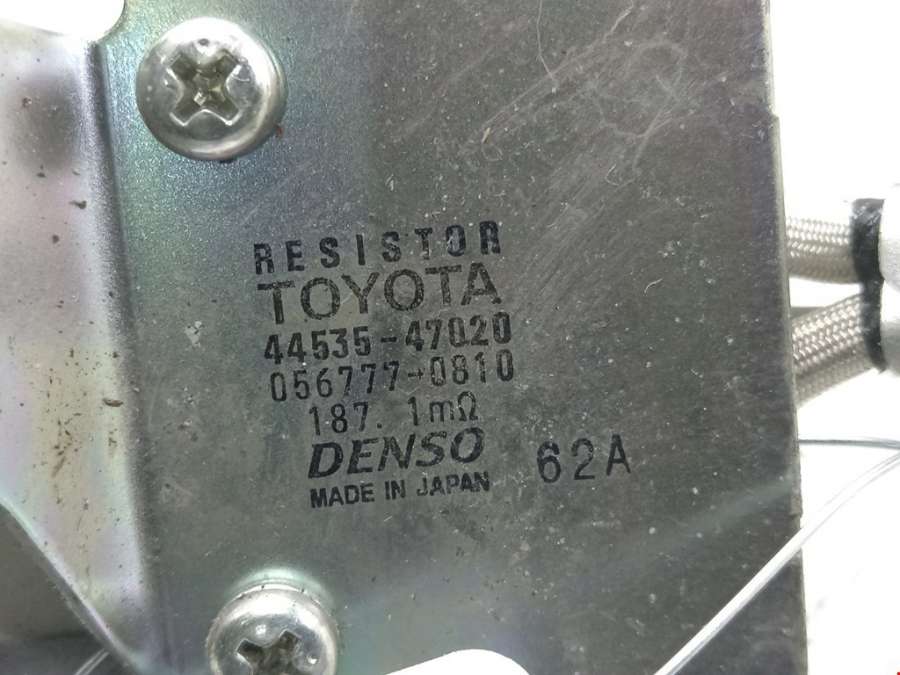 RESISTOR
TOYOTA
44535-47020
056777-0810
187. 1mΩ
DENSO 62A
MADE IN JAPAN